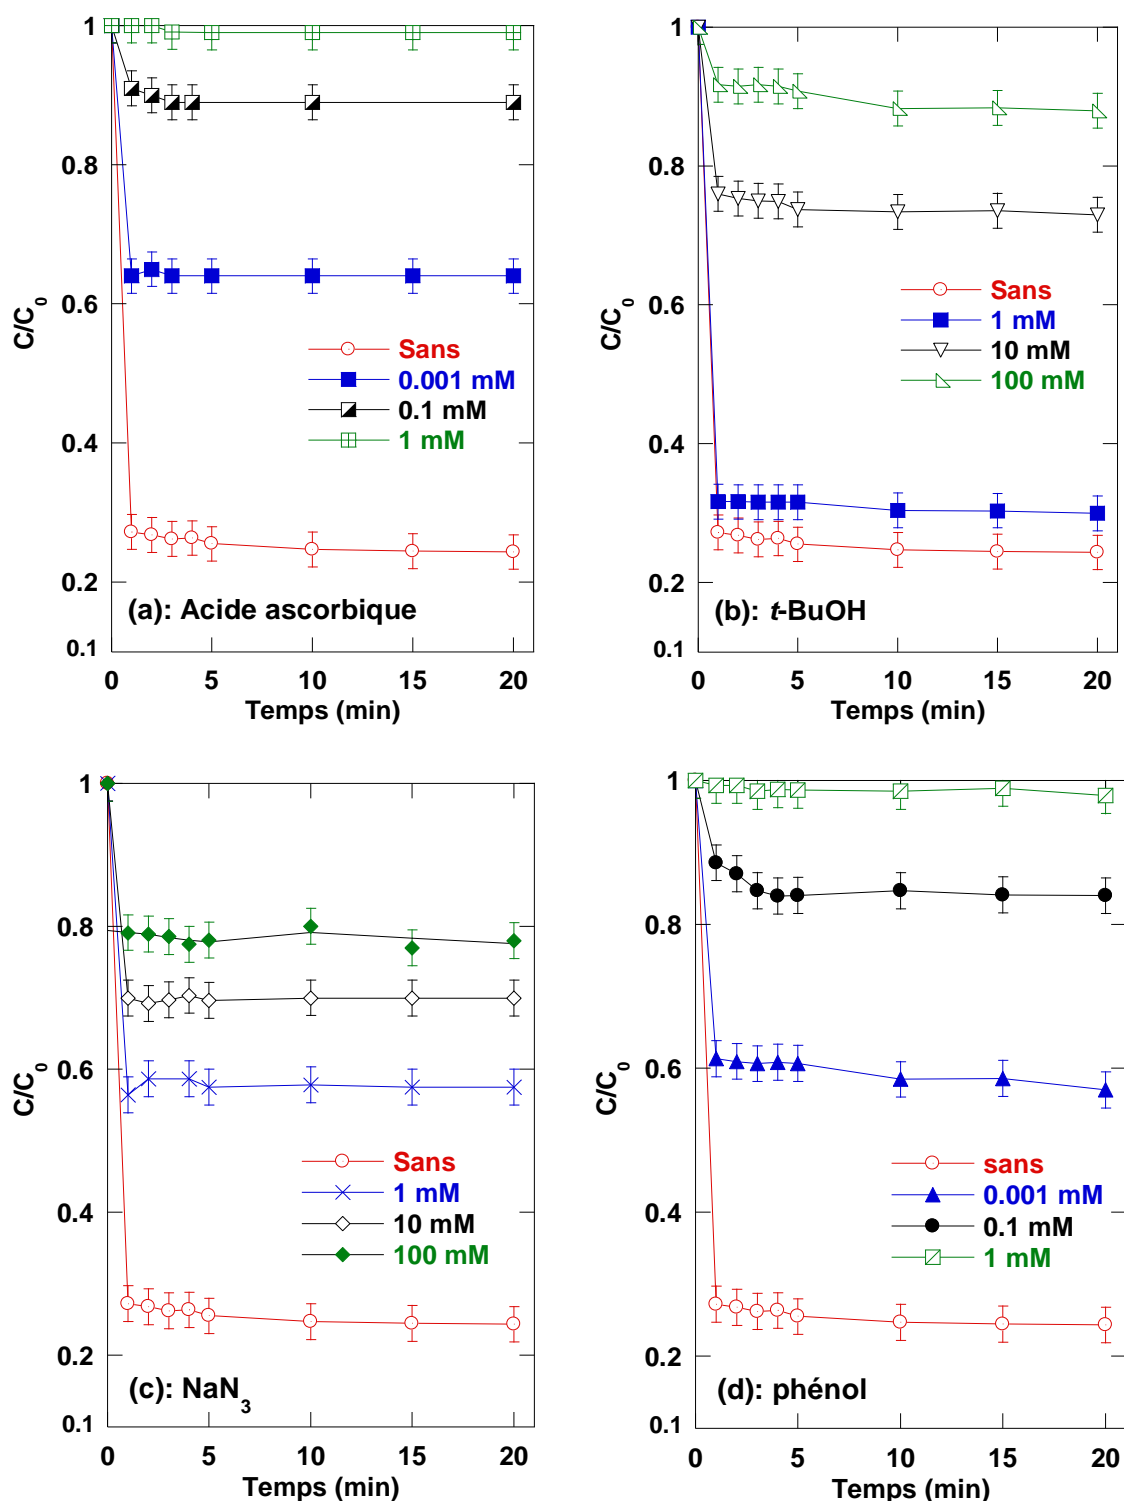 1
0.8
0.6
0.4
0.2
0.1
C/C0
Sans
0.001 mM
0.1 mM
1 mM
(a): Acide ascorbique
0 5 10 15 20
Temps (min)
1
0.8
0.6
0.4
0.2
0.1
C/C0
Sans
1 mM
10 mM
100 mM
(b): t-BuOH
0 5 10 15 20
Temps (min)
1
0.8
0.6
0.4
0.2
0.1
C/C0
Sans
1 mM
10 mM
100 mM
(c): NaN3
0 5 10 15 20
Temps (min)
1
0.8
0.6
0.4
0.2
0.1
C/C0
sans
0.001 mM
0.1 mM
1 mM
(d): phénol
0 5 10 15 20
Temps (min)